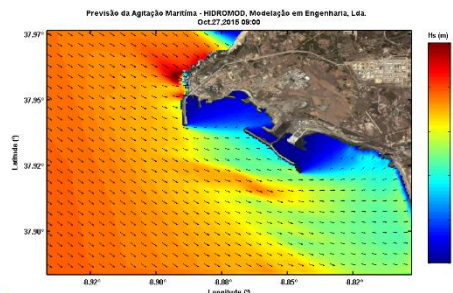 Previsão da Agitação Marítima - HIDROMOD, Modelação em Engenharia, Lda.
Oct.27,2015 09:00
Hs (m)
37.97
37.95
37.92
37.90
Latitude (°)
-8.92 -8.90 -8.88 -8.85 -8.82
Longitude (°)